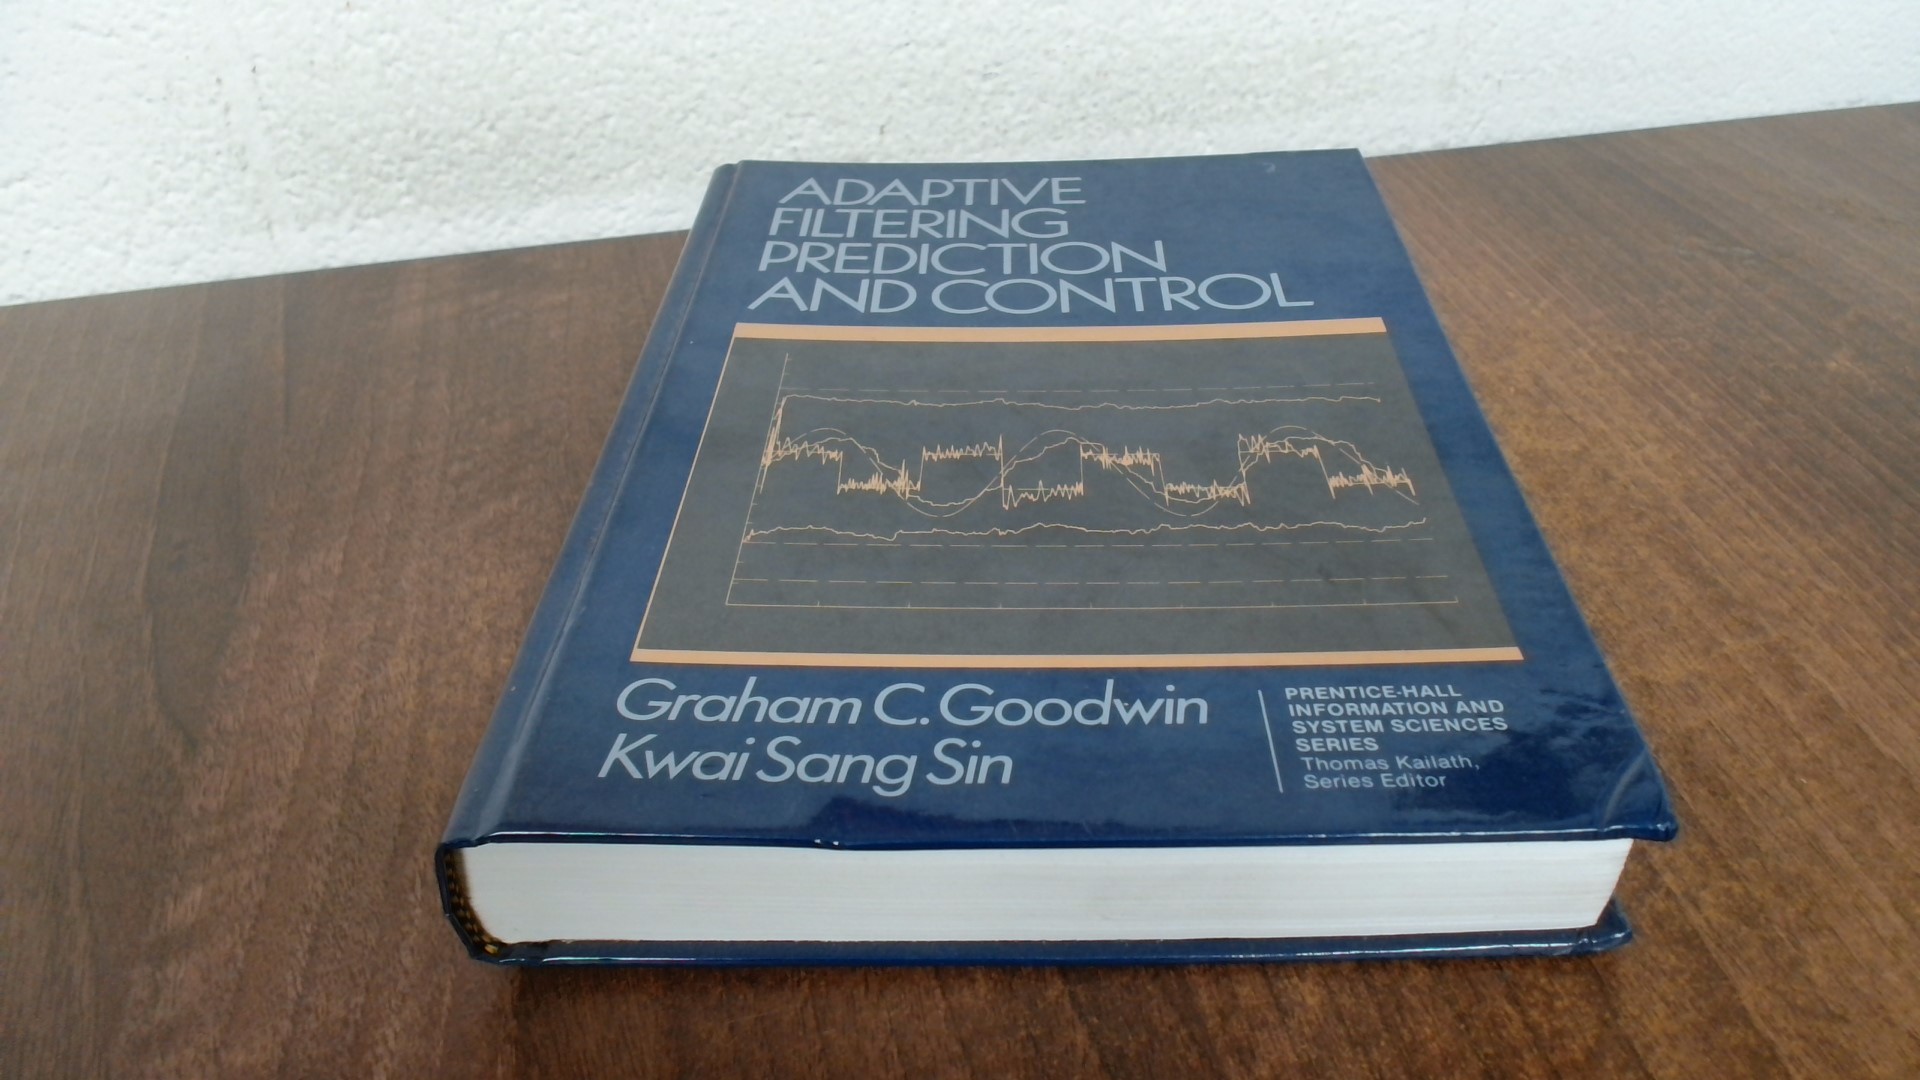 ADAPTIVE
FILTERING
PREDICTION
AND CONTROL
Graham C. Goodwin
Kwai Sang Sin
PRENTICE-HALL
INFORMATION AND
SYSTEM SCIENCES
SERIES
Thomas Kailath,
Series Editor